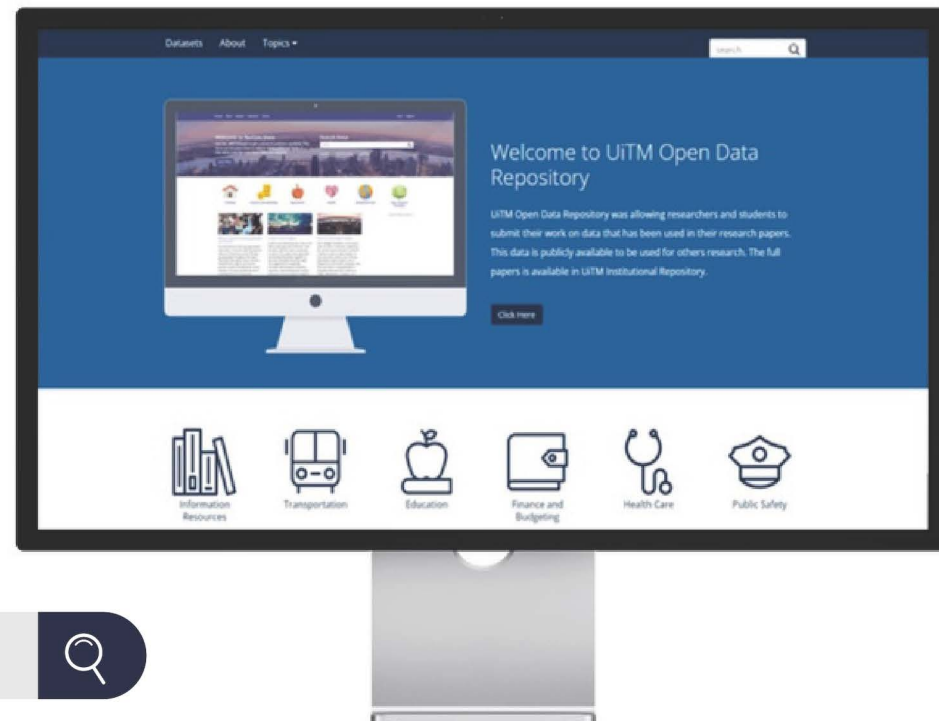 Datasets About Topics
search
Welcome to UiTM Open Data
Repository
UiTM Open Data Repository was allowing researchers and students to
submit their work on data that has been used in their research papers.
This data is publicly available to be used for others research. The full
papers is available in UiTM Institutional Repository.
Click Here
Information
Resources
Transportation
Education
Finance and
Budgeting
Health Care
Public Safety